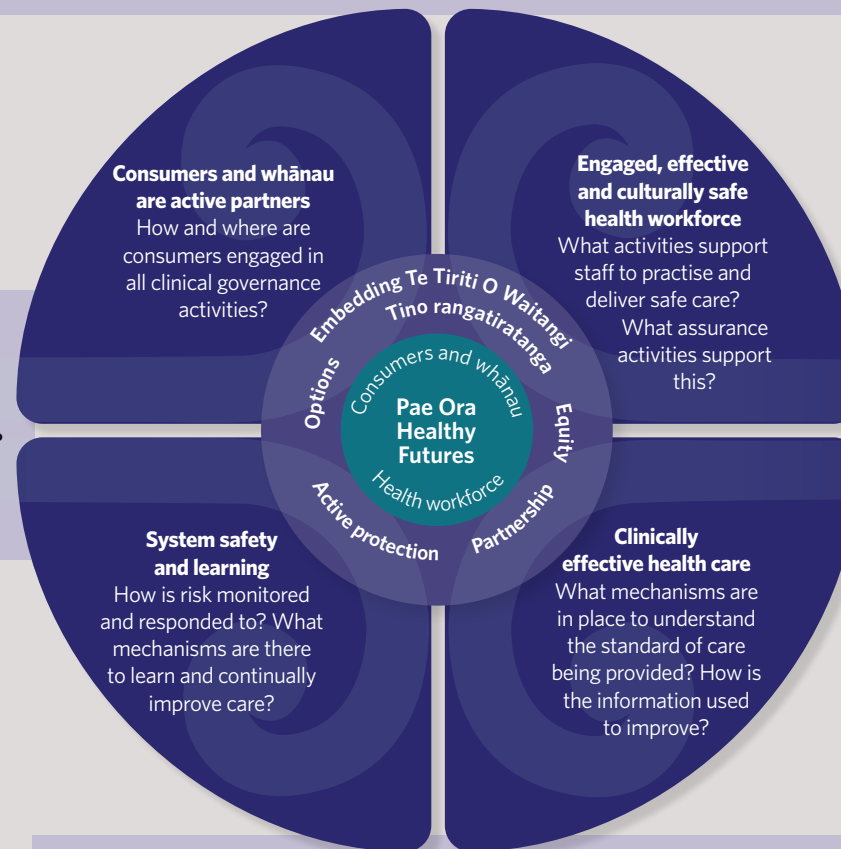 Consumers and whānau
are active partners
How and where are
consumers engaged in
all clinical governance
activities?
Engaged, effective
and culturally safe
health workforce
What activities support
staff to practise and
deliver safe care?
What assurance
activities support
this?
Embedding Te Tiriti O Waitangi
Tino rangatiratanga
Options
Equity
Partnership
Active protection
Consumers and whānau
Pae Ora
Healthy
Futures
Health workforce
System safety
and learning
How is risk monitored
and responded to? What
mechanisms are there
to learn and continually
improve care?
Clinically
effective health care
What mechanisms are
in place to understand
the standard of care
being provided? How is
the information used
to improve?